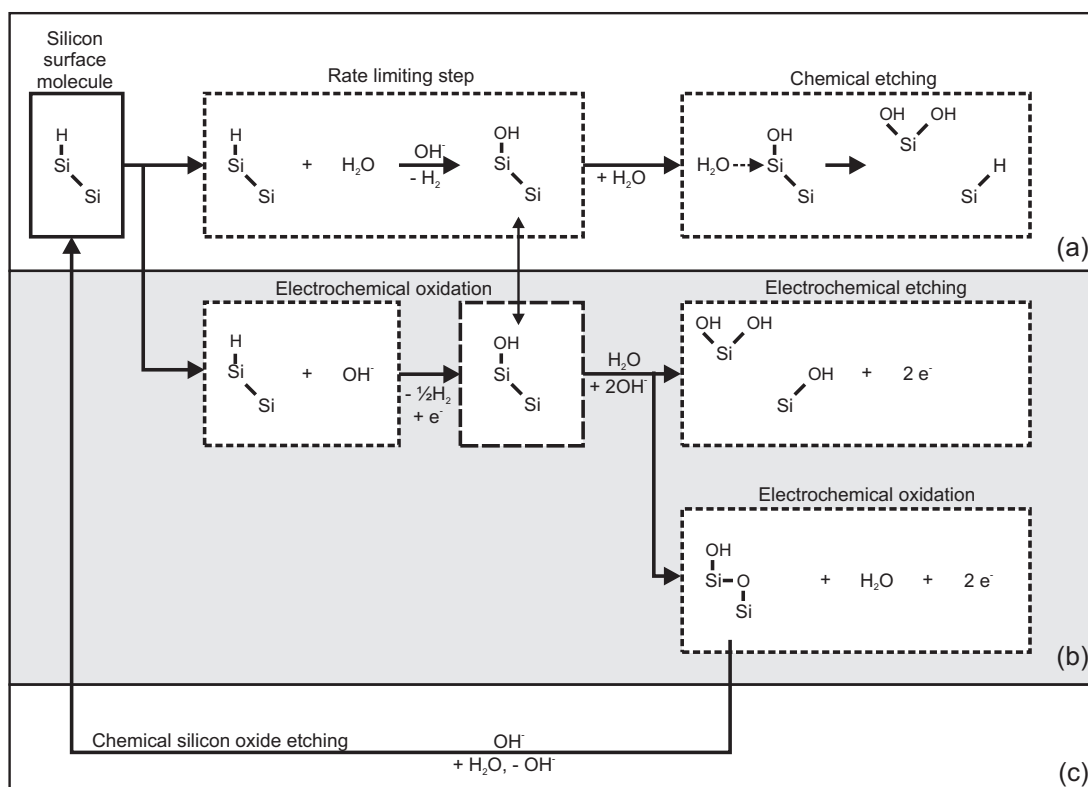 Silicon
surface
molecule
H
Si
Si
Rate limiting step
H
Si
Si
+
H₂O
OH⁻
- H₂
OH
Si
Si
+ H₂O
Chemical etching
H₂O
OH
Si
Si
OH OH
Si
H
Si
(a)
Electrochemical oxidation
H
Si
Si
+
OH⁻
- ½H₂
+ e⁻
OH
Si
Si
H₂O
+ 2OH⁻
Electrochemical etching
OH OH
Si
OH
Si
+ 2 e⁻
Electrochemical oxidation
OH
Si O
Si
+ H₂O + 2 e⁻
(b)
Chemical silicon oxide etching
OH⁻
+ H₂O, - OH⁻
(c)